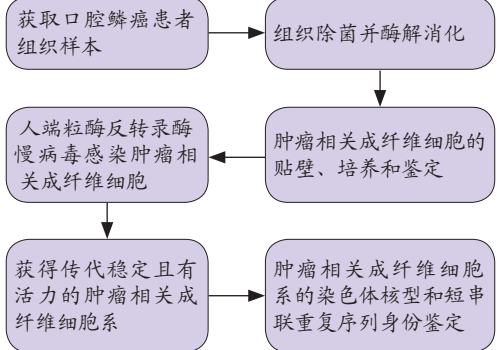 获取口腔鳞癌患者
组织样本
组织除菌并酶解消化
肿瘤相关成纤维细胞的
贴壁、培养和鉴定
人端粒酶反转录酶
慢病毒感染肿瘤相
关成纤维细胞
获得传代稳定且有
活力的肿瘤相关成
纤维细胞系
肿瘤相关成纤维细胞
系的染色体核型和短串
联重复序列身份鉴定